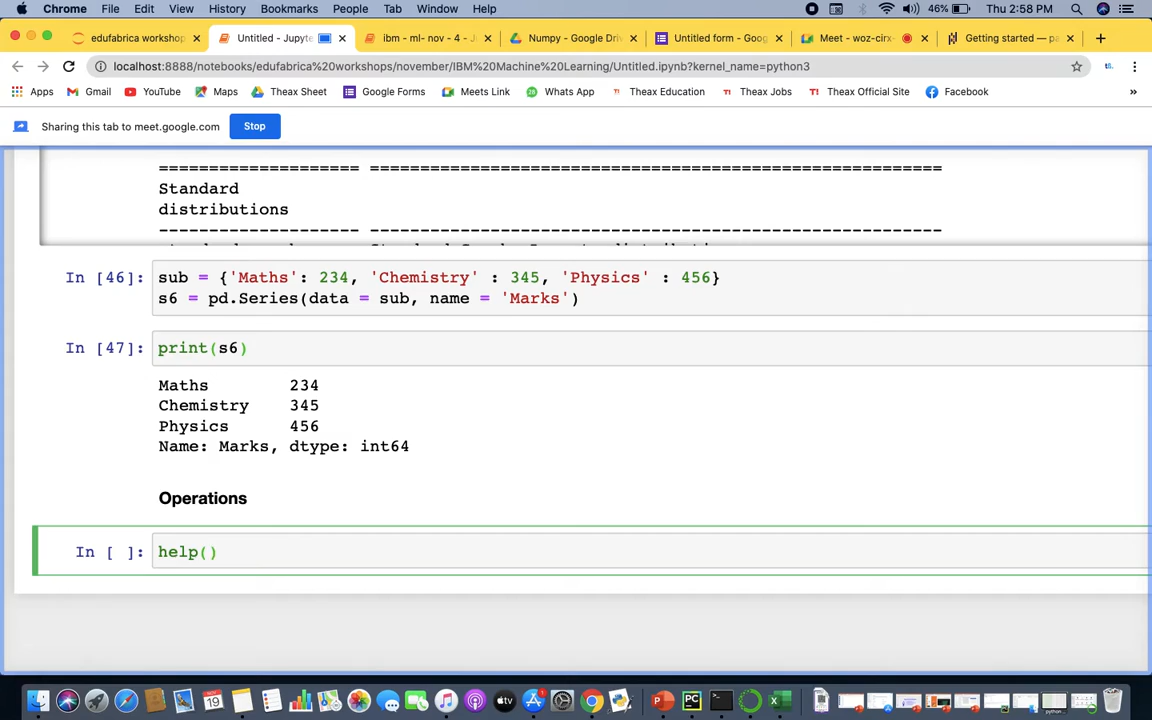 Chrome File Edit View History Bookmarks People Tab Window Help 46% Thu 2:58 PM
edufabrica workshop Untitled - Jupyte ibm - ml- nov - 4 - J Numpy - Google Dri Untitled form - Goog Meet - woz-cirx- Getting started — pa
localhost:8888/notebooks/edufabrica%20workshops/november/IBM%20Machine%20Learning/Untitled.ipynb?kernel_name=python3
Apps Gmail YouTube Maps Theax Sheet Google Forms Meets Link Whats App Theax Education Theax Jobs Theax Official Site Facebook »
Sharing this tab to meet.google.com Stop
==================== =========================================================
Standard
distributions
-------------------- ---------------------------------------------------------
In [46]: sub = {'Maths': 234, 'Chemistry' : 345, 'Physics' : 456}
s6 = pd.Series(data = sub, name = 'Marks')
In [47]: print(s6)
Maths 234
Chemistry 345
Physics 456
Name: Marks, dtype: int64
Operations
In [ ]: help()